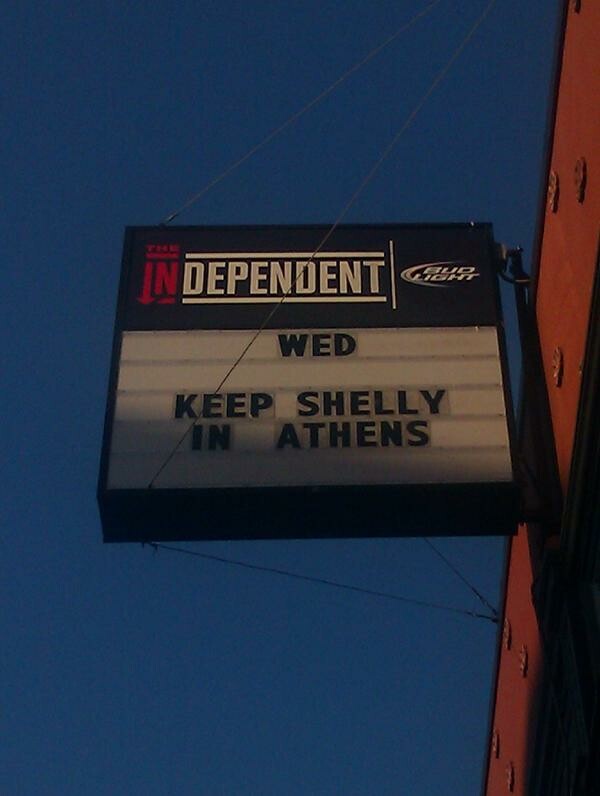 THE
INDEPENDENT
BUD
LIGHT
WED
KEEP SHELLY
IN ATHENS